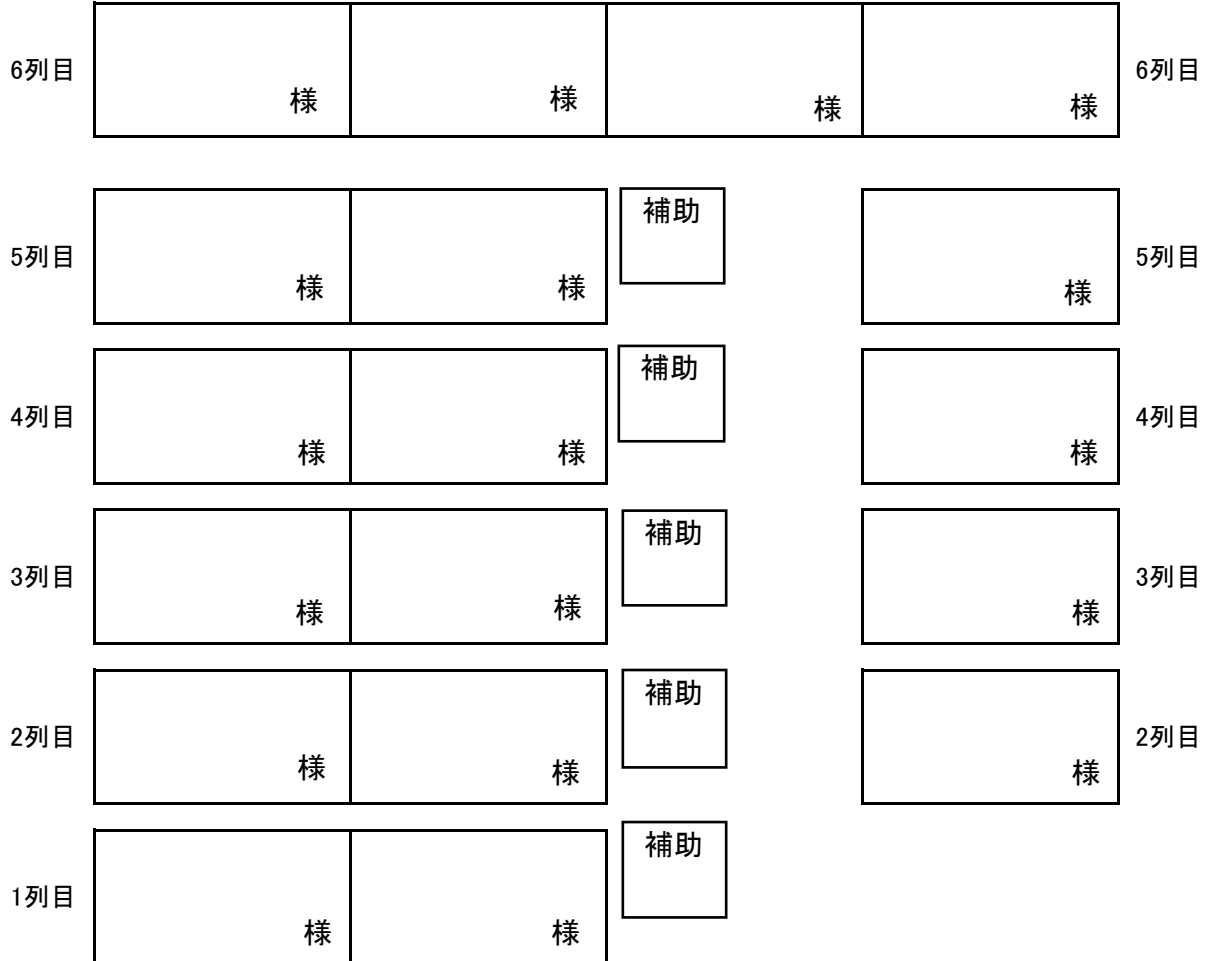 6列目 様 様 様 様 6列目
補助
5列目 様 様 様 5列目
補助
4列目 様 様 様 4列目
補助
3列目 様 様 様 3列目
補助
2列目 様 様 様 2列目
補助
1列目 様 様